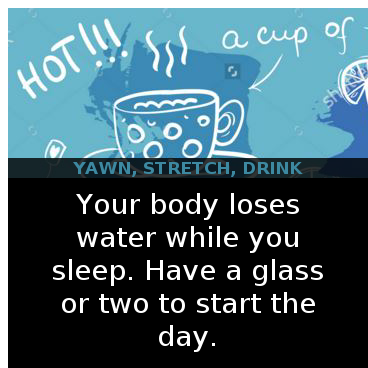 HOT!!!
a cup of
YAWN, STRETCH, DRINK
Your body loses
water while you
sleep. Have a glass
or two to start the
day.